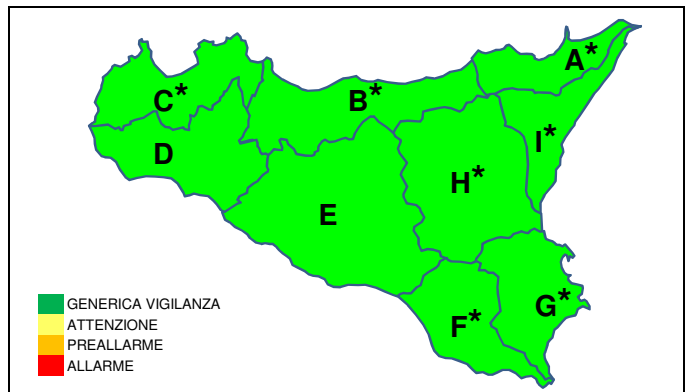 A*
C*
B*
I*
D
H*
E
G*
F*
GENERICA VIGILANZA
ATTENZIONE
PREALLARME
ALLARME